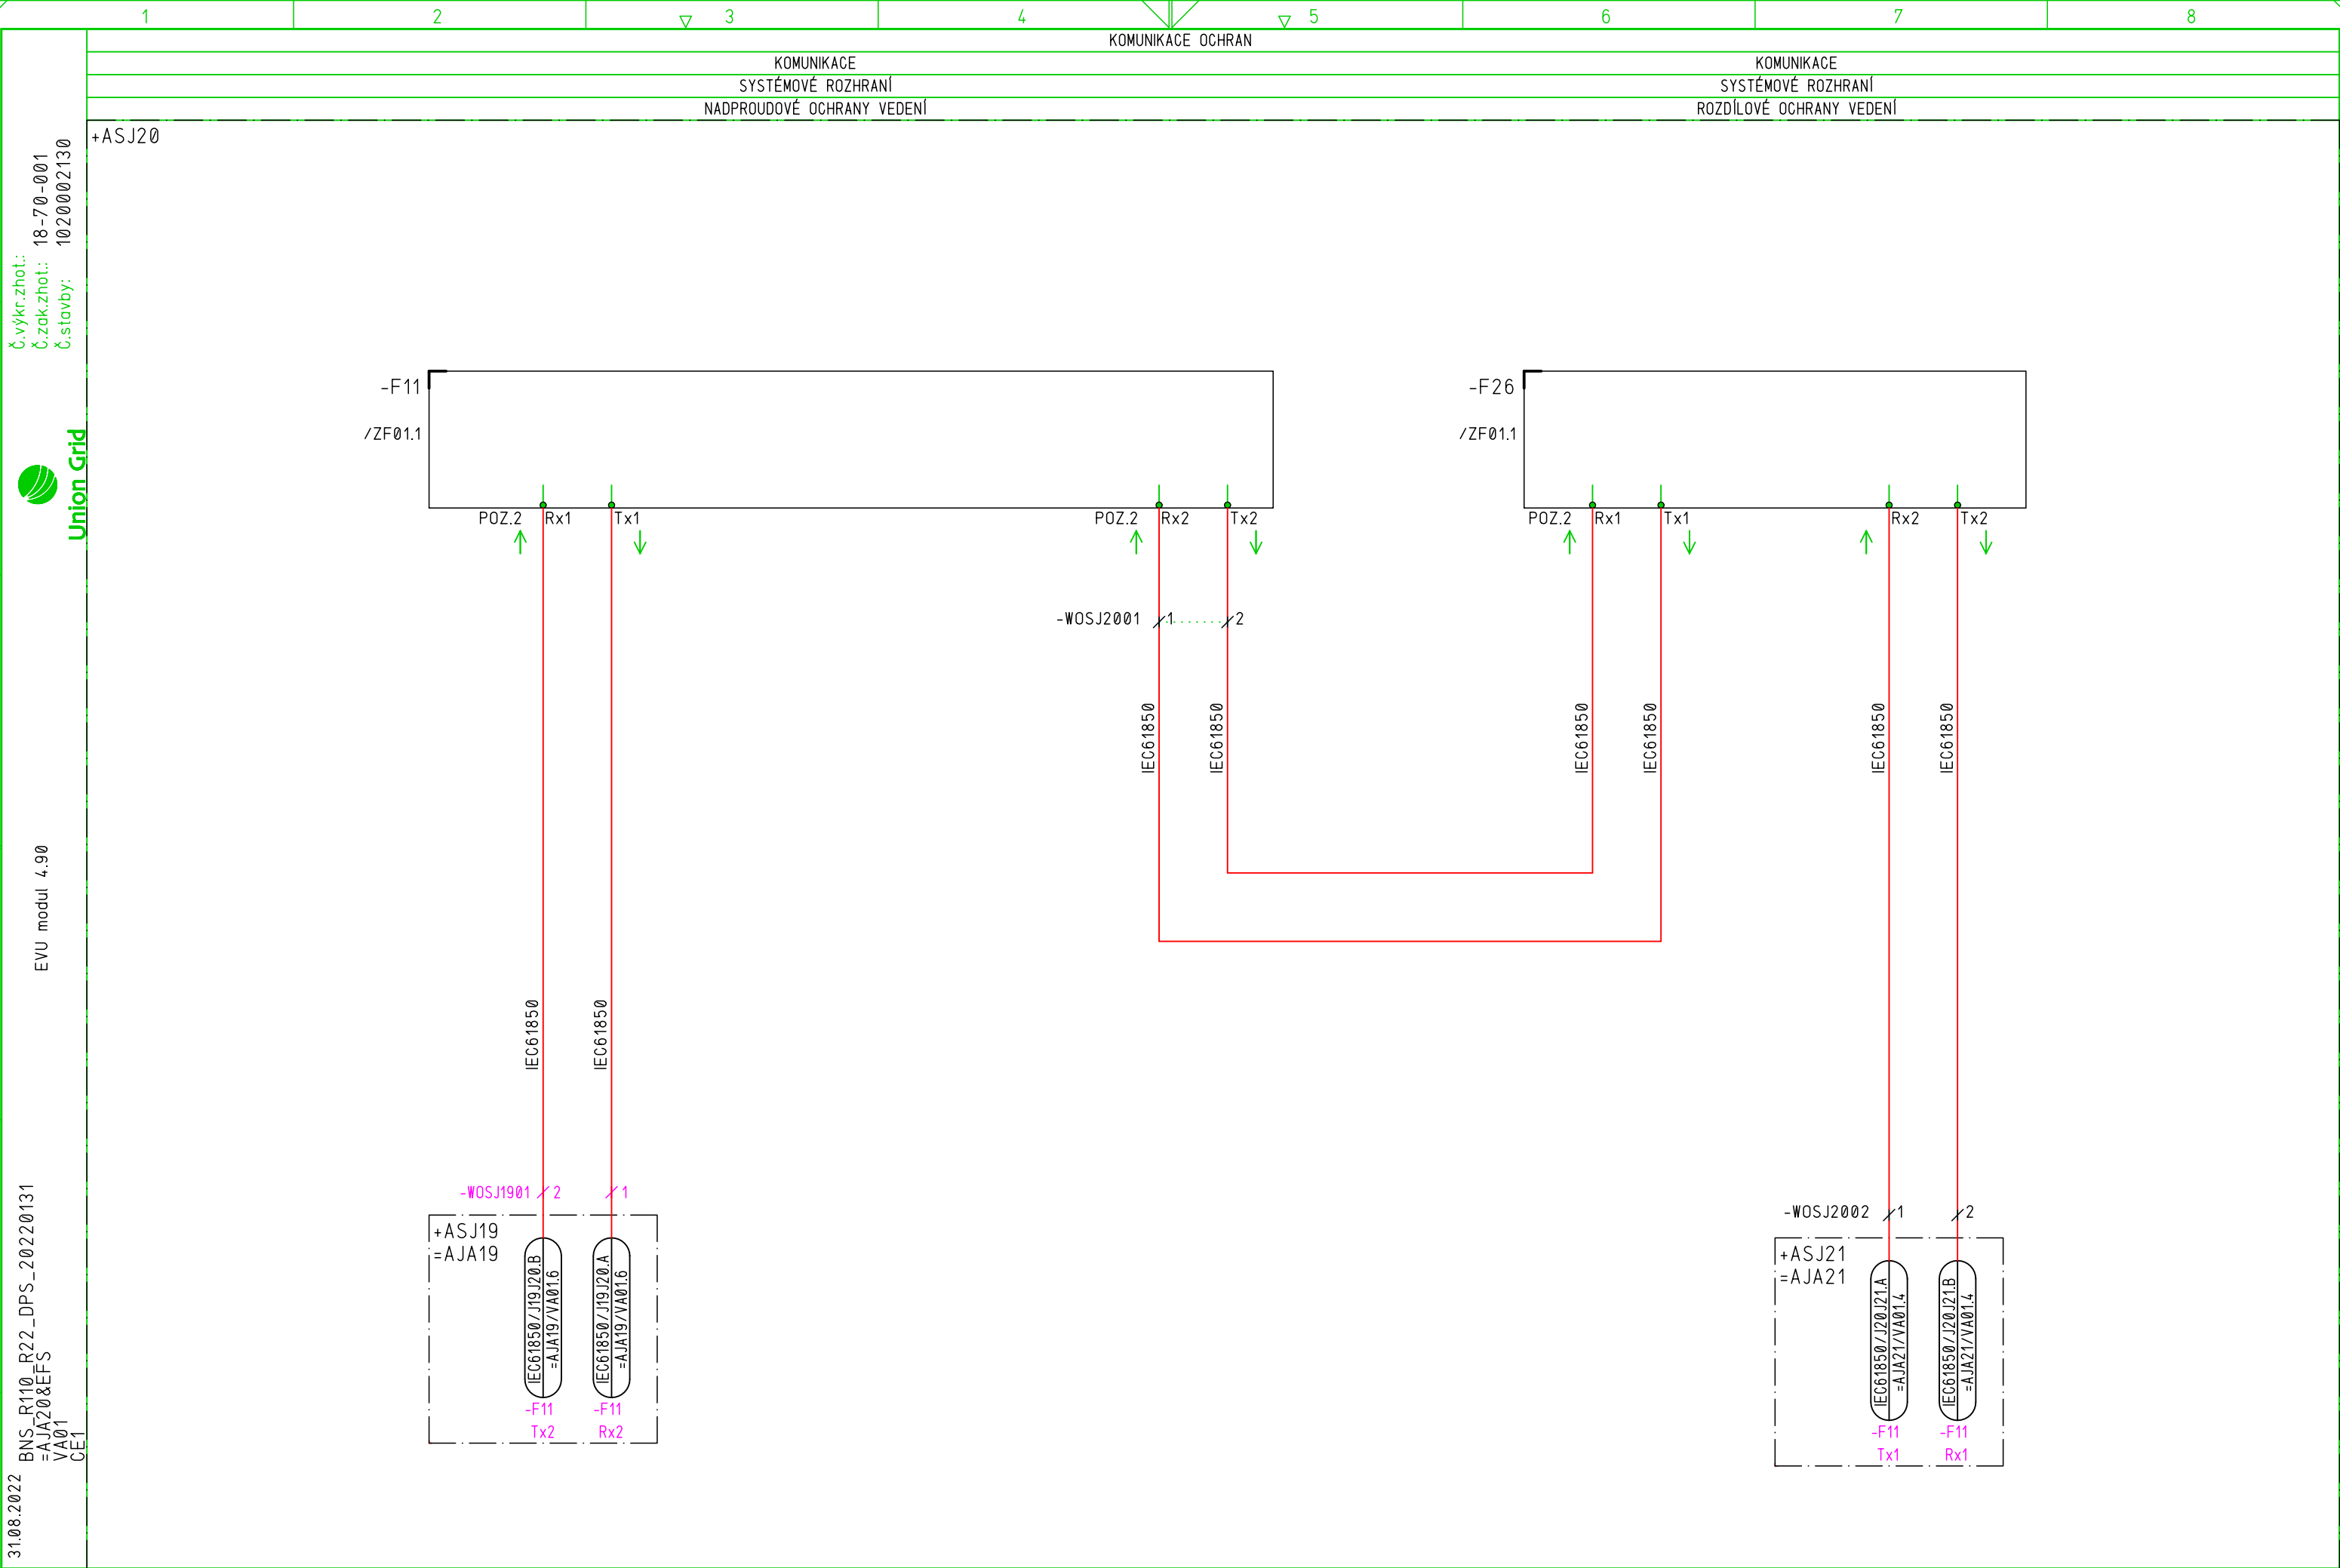 1 2 3 4 5 6 7 8
KOMUNIKACE OCHRAN
KOMUNIKACE KOMUNIKACE
SYSTÉMOVÉ ROZHRANÍ SYSTÉMOVÉ ROZHRANÍ
NADPROUDOVÉ OCHRANY VEDENÍ ROZDÍLOVÉ OCHRANY VEDENÍ
+ASJ20
Č.výkr.zhot.:
Č.zak.zhot.: 18-70-001
Č.stavby: 1020002130
Union Grid
EVU modul 4.90
BNS_R110_R22_DPS_20220131
=AJA20&EFS
VA01
CE1
31.08.2022
-F11
/ZF01.1
POZ.2 Rx1 Tx1 POZ.2 Rx2 Tx2
-F26
/ZF01.1
POZ.2 Rx1 Tx1 Rx2 Tx2
-WOSJ2001 1 2
IEC61850
IEC61850
IEC61850
IEC61850
IEC61850
IEC61850
IEC61850
IEC61850
-WOSJ1901 2 1
+ASJ19
=AJA19
IEC61850/J19J20.B
=AJA19/VA01.6
IEC61850/J19J20.A
=AJA19/VA01.6
-F11 -F11
Tx2 Rx2
-WOSJ2002 1 2
+ASJ21
=AJA21
IEC61850/J20J21.A
=AJA21/VA01.4
IEC61850/J20J21.B
=AJA21/VA01.4
-F11 -F11
Tx1 Rx1